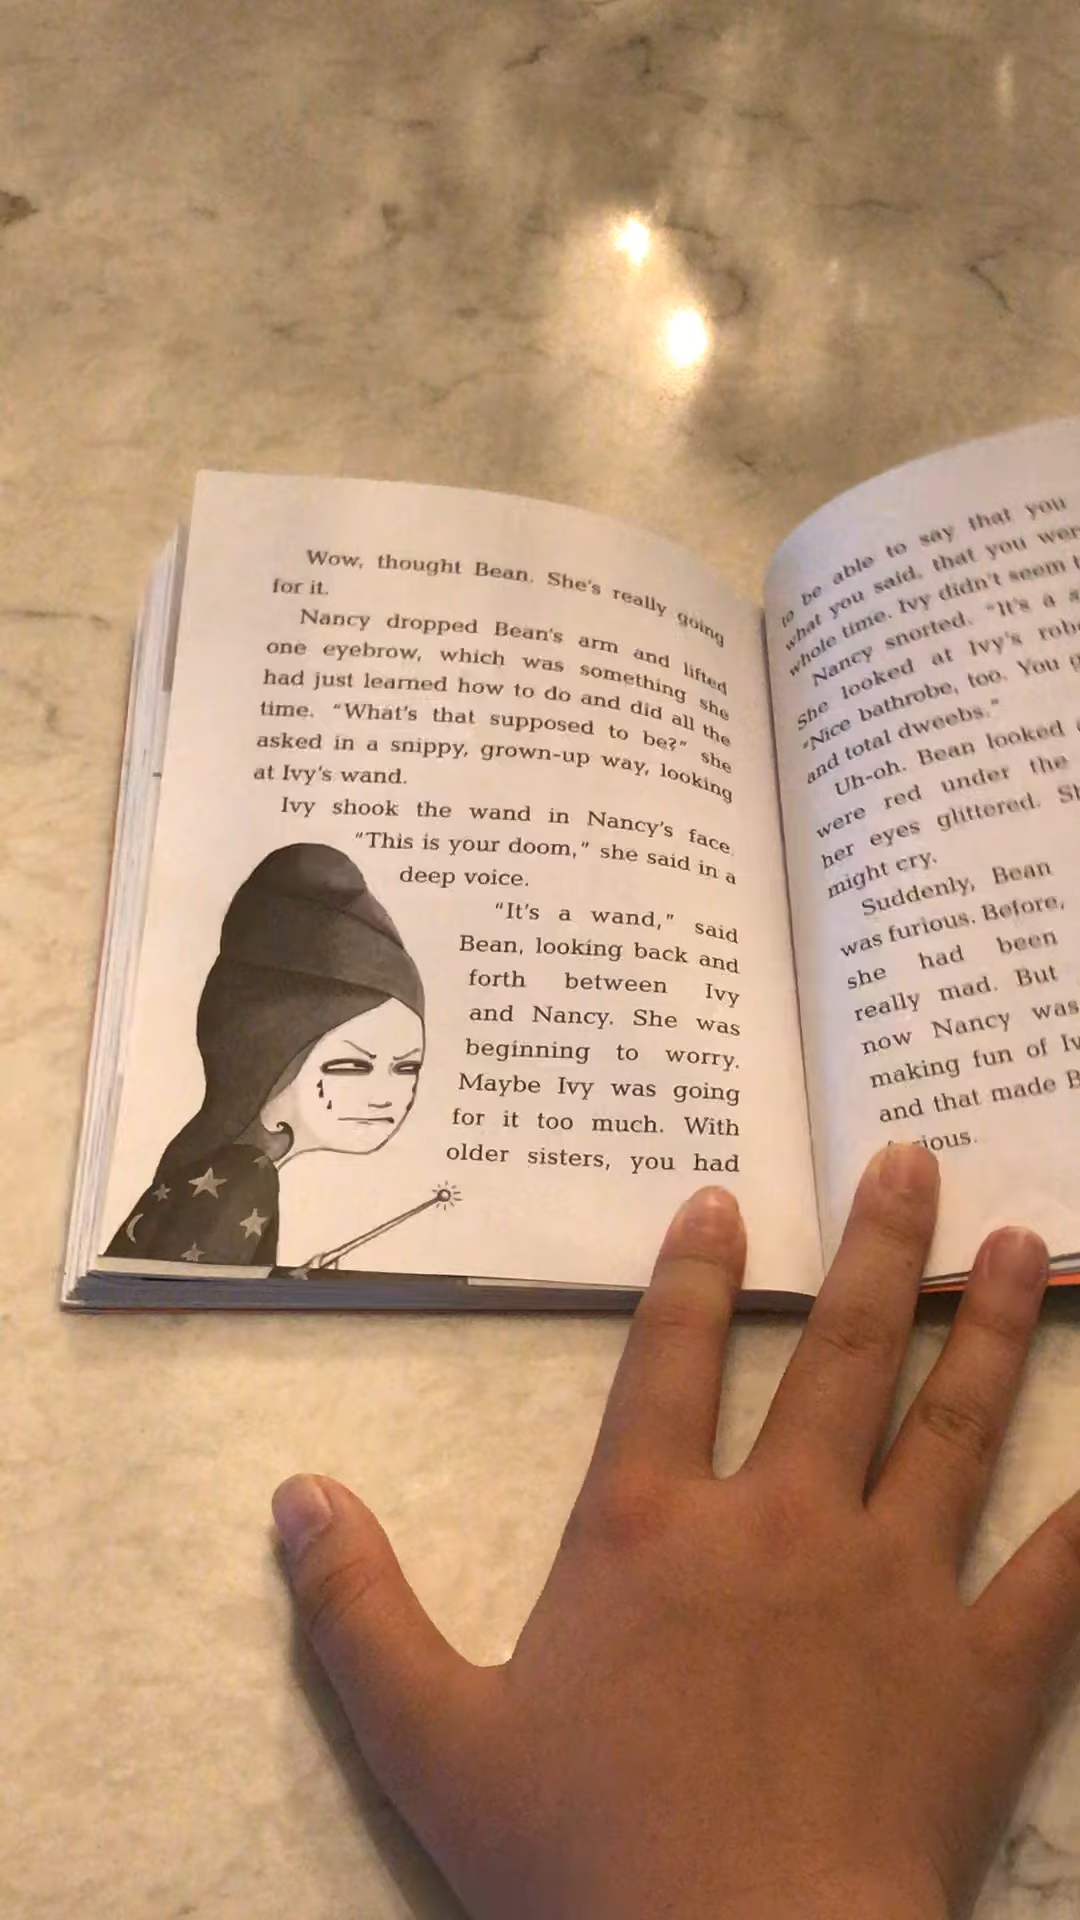 Wow, thought Bean. She's really going
for it.
Nancy dropped Bean's arm and lifted
one eyebrow, which was something she
had just learned how to do and did all the
time. "What's that supposed to be?" she
asked in a snippy, grown-up way, looking
at Ivy's wand.
Ivy shook the wand in Nancy's face.
"This is your doom," she said in a
deep voice.
"It's a wand," said
Bean, looking back and
forth between Ivy
and Nancy. She was
beginning to worry.
Maybe Ivy was going
for it too much. With
older sisters, you had
to be able to say that you
what you said, that you wer
whole time. Ivy didn't seem t
Nancy snorted. "It's a s
She looked at Ivy's rob
"Nice bathrobe, too. You g
and total dweebs."
Uh-oh. Bean looked
were red under the
her eyes glittered. Sh
might cry.
Suddenly, Bean
was furious. Before,
she had been
really mad. But
now Nancy was
making fun of Iv
and that made B